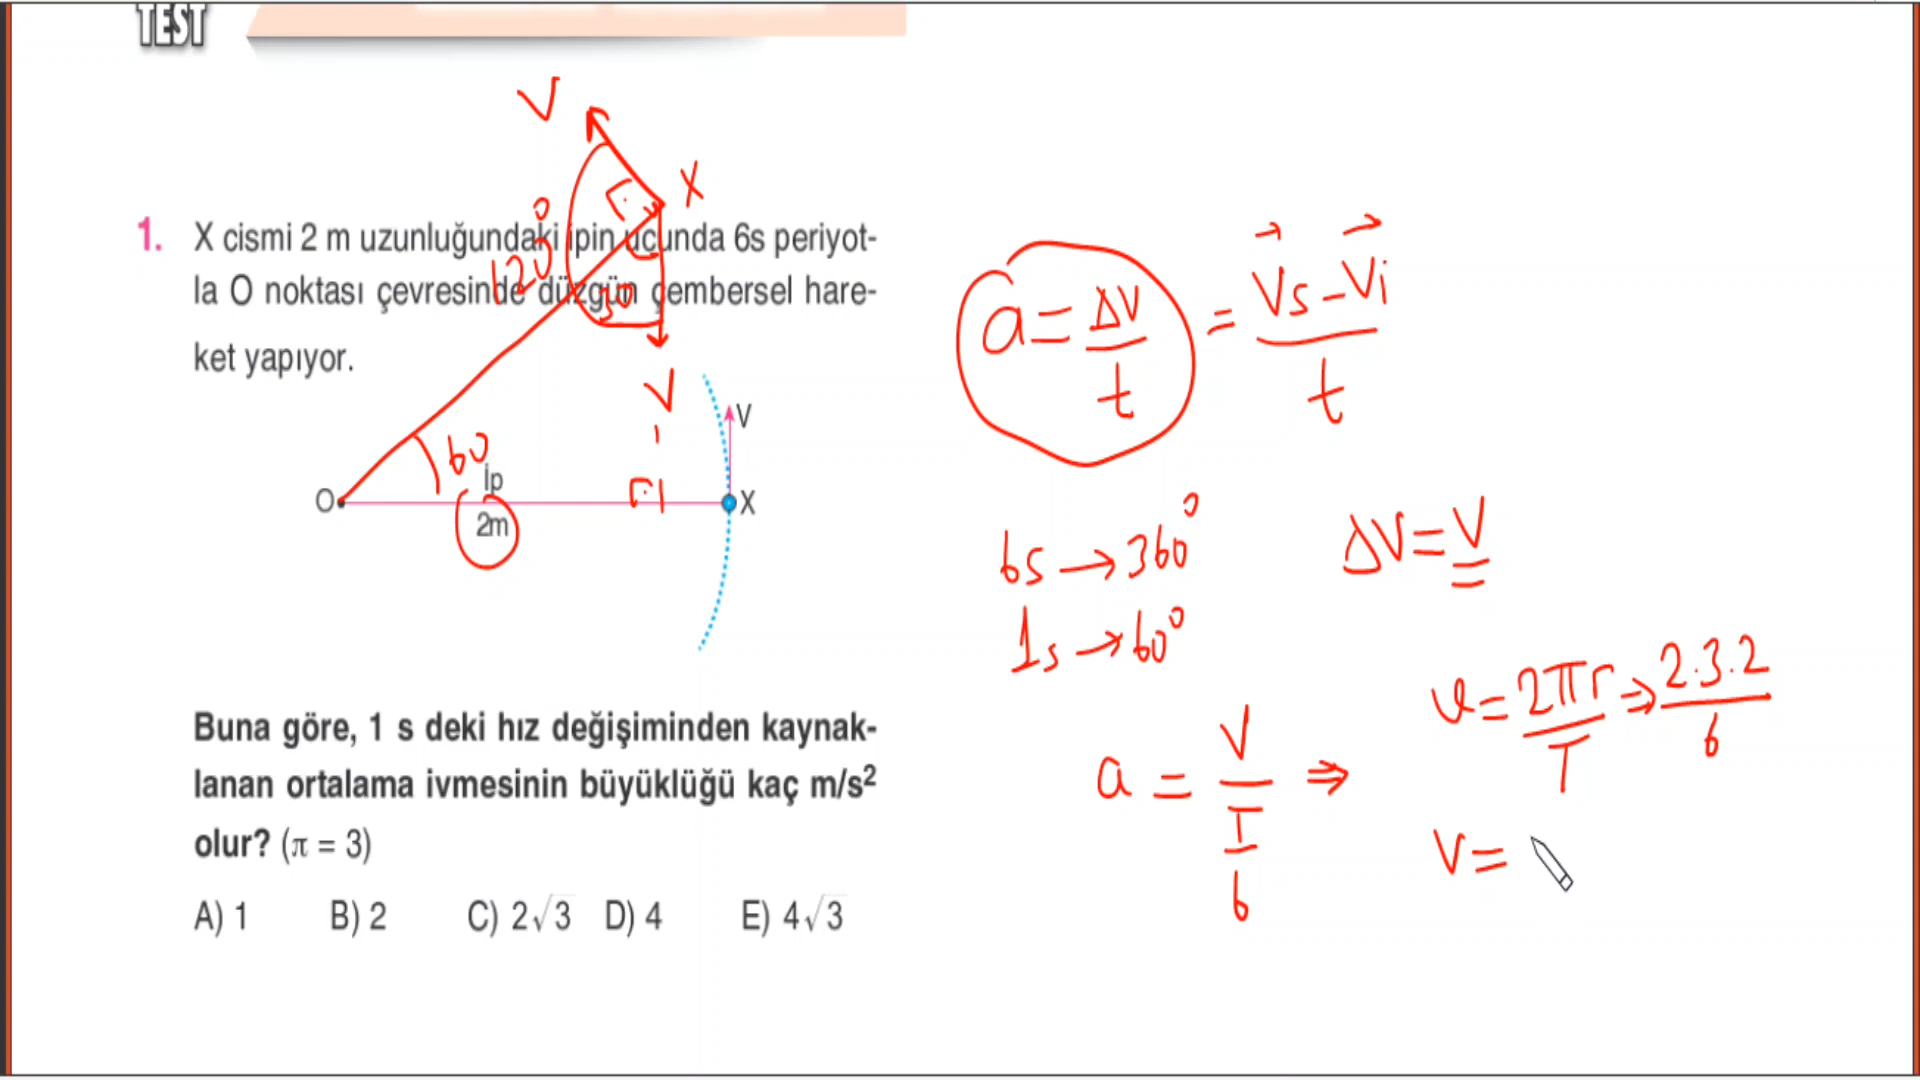 TEST
V
X
1. X cismi 2 m uzunluğundaki ipin ucunda 6s periyot-
120°
la O noktası çevresinde düzgün çembersel hare-
30
ket yapıyor.
V
V
60
İp
O
X
2m
Buna göre, 1 s deki hız değişiminden kaynak-
lanan ortalama ivmesinin büyüklüğü kaç m/s²
olur? (π = 3)
A) 1 B) 2 C) 2√3 D) 4 E) 4√3
a = ΔV/t = Vs - Vi/t
6s → 360°
1s → 60°
ΔV = V
V = 2πr/T ⇒ 2.3.2/6
a = V/T/6 ⇒
V =